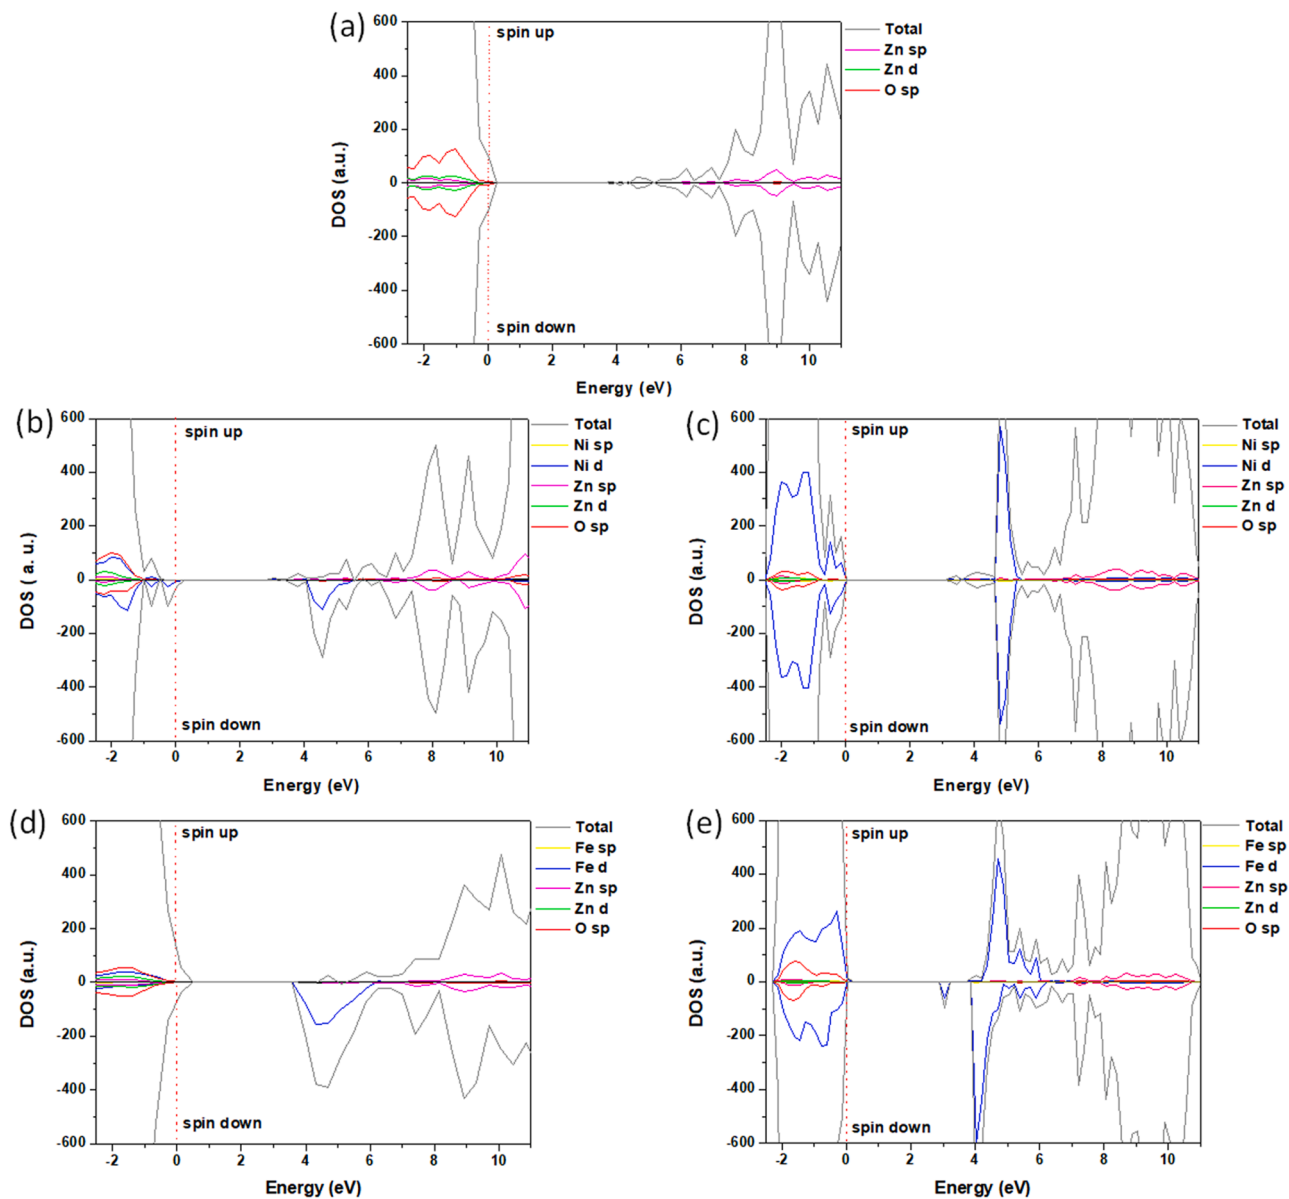 (a)
600
400
200
0
-200
-400
-600
DOS (a.u.)
spin up
spin down
Total
Zn sp
Zn d
O sp
-2 0 2 4 6 8 10
Energy (eV)
(b)
600
400
200
0
-200
-400
-600
DOS ( a. u.)
spin up
spin down
Total
Ni sp
Ni d
Zn sp
Zn d
O sp
-2 0 2 4 6 8 10
Energy (eV)
(c)
600
400
200
0
-200
-400
-600
DOS (a.u.)
spin up
spin down
Total
Ni sp
Ni d
Zn sp
Zn d
O sp
-2 0 2 4 6 8 10
Energy (eV)
(d)
600
400
200
0
-200
-400
-600
DOS (a.u.)
spin up
spin down
Total
Fe sp
Fe d
Zn sp
Zn d
O sp
-2 0 2 4 6 8 10
Energy (eV)
(e)
600
400
200
0
-200
-400
-600
DOS (a.u.)
spin up
spin down
Total
Fe sp
Fe d
Zn sp
Zn d
O sp
-2 0 2 4 6 8 10
Energy (eV)